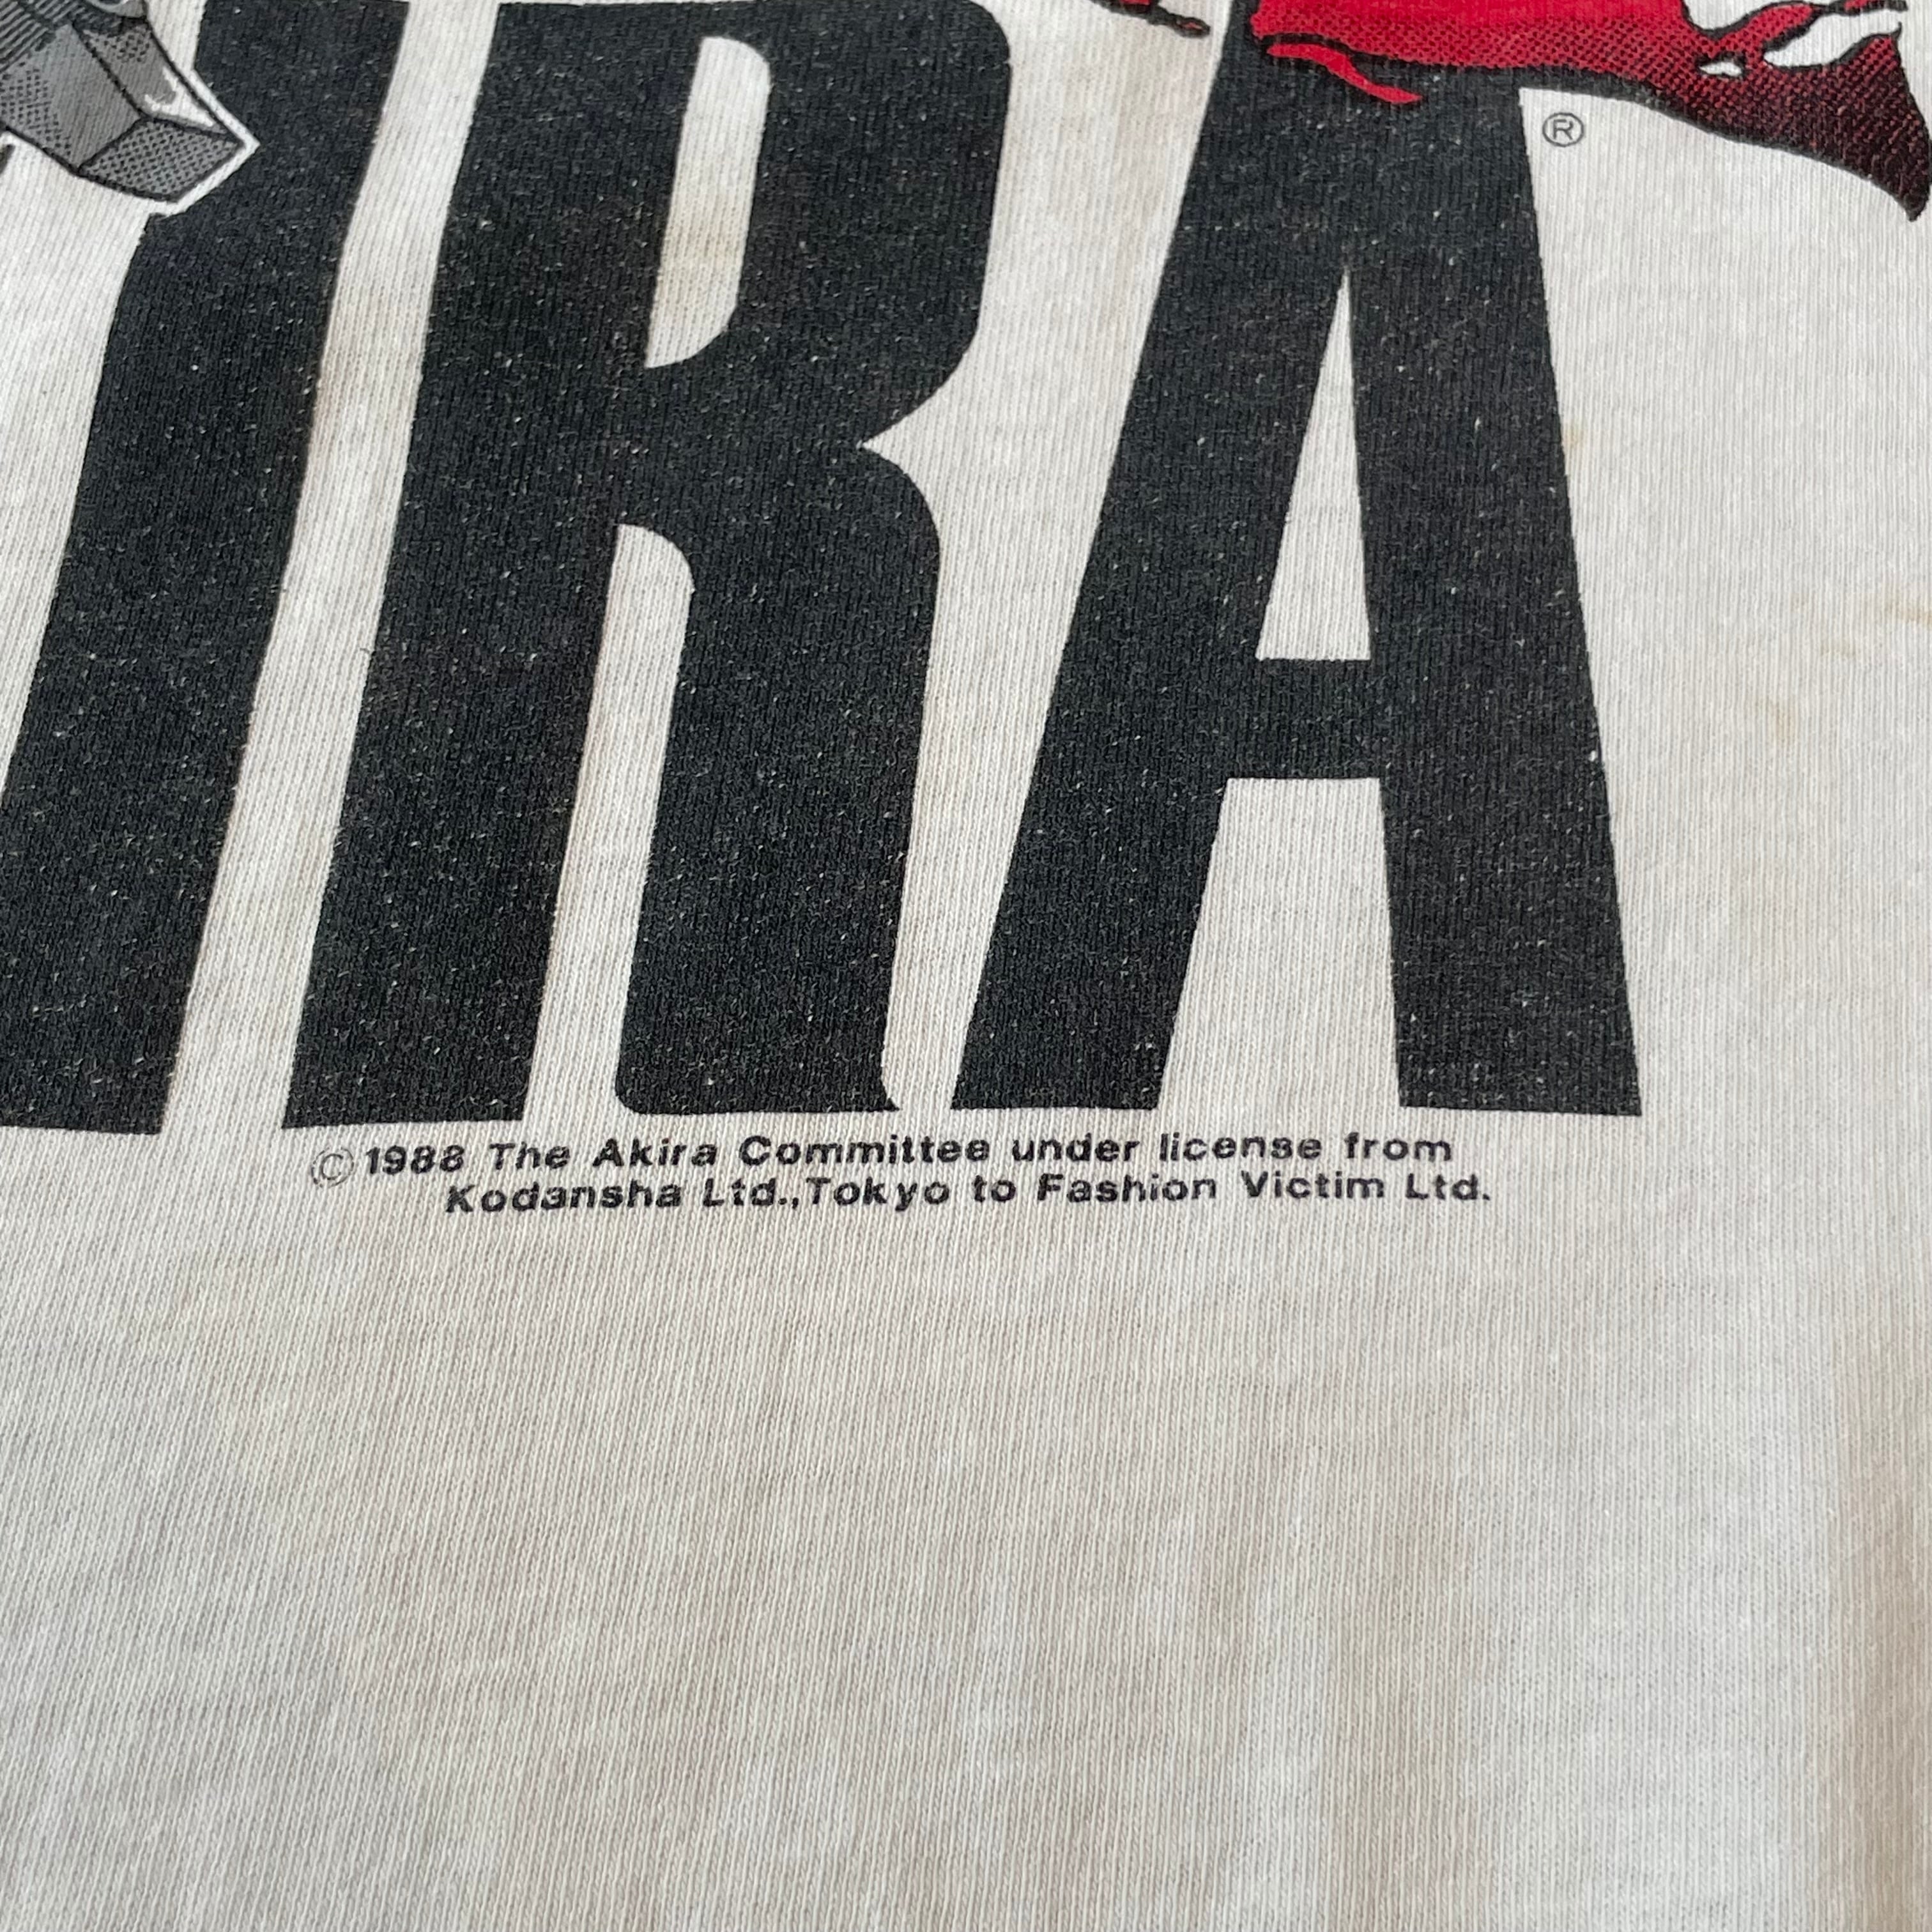 IRA
®
©1988 The Akira Committee under license from
Kodansha Ltd.,Tokyo to Fashion Victim Ltd.